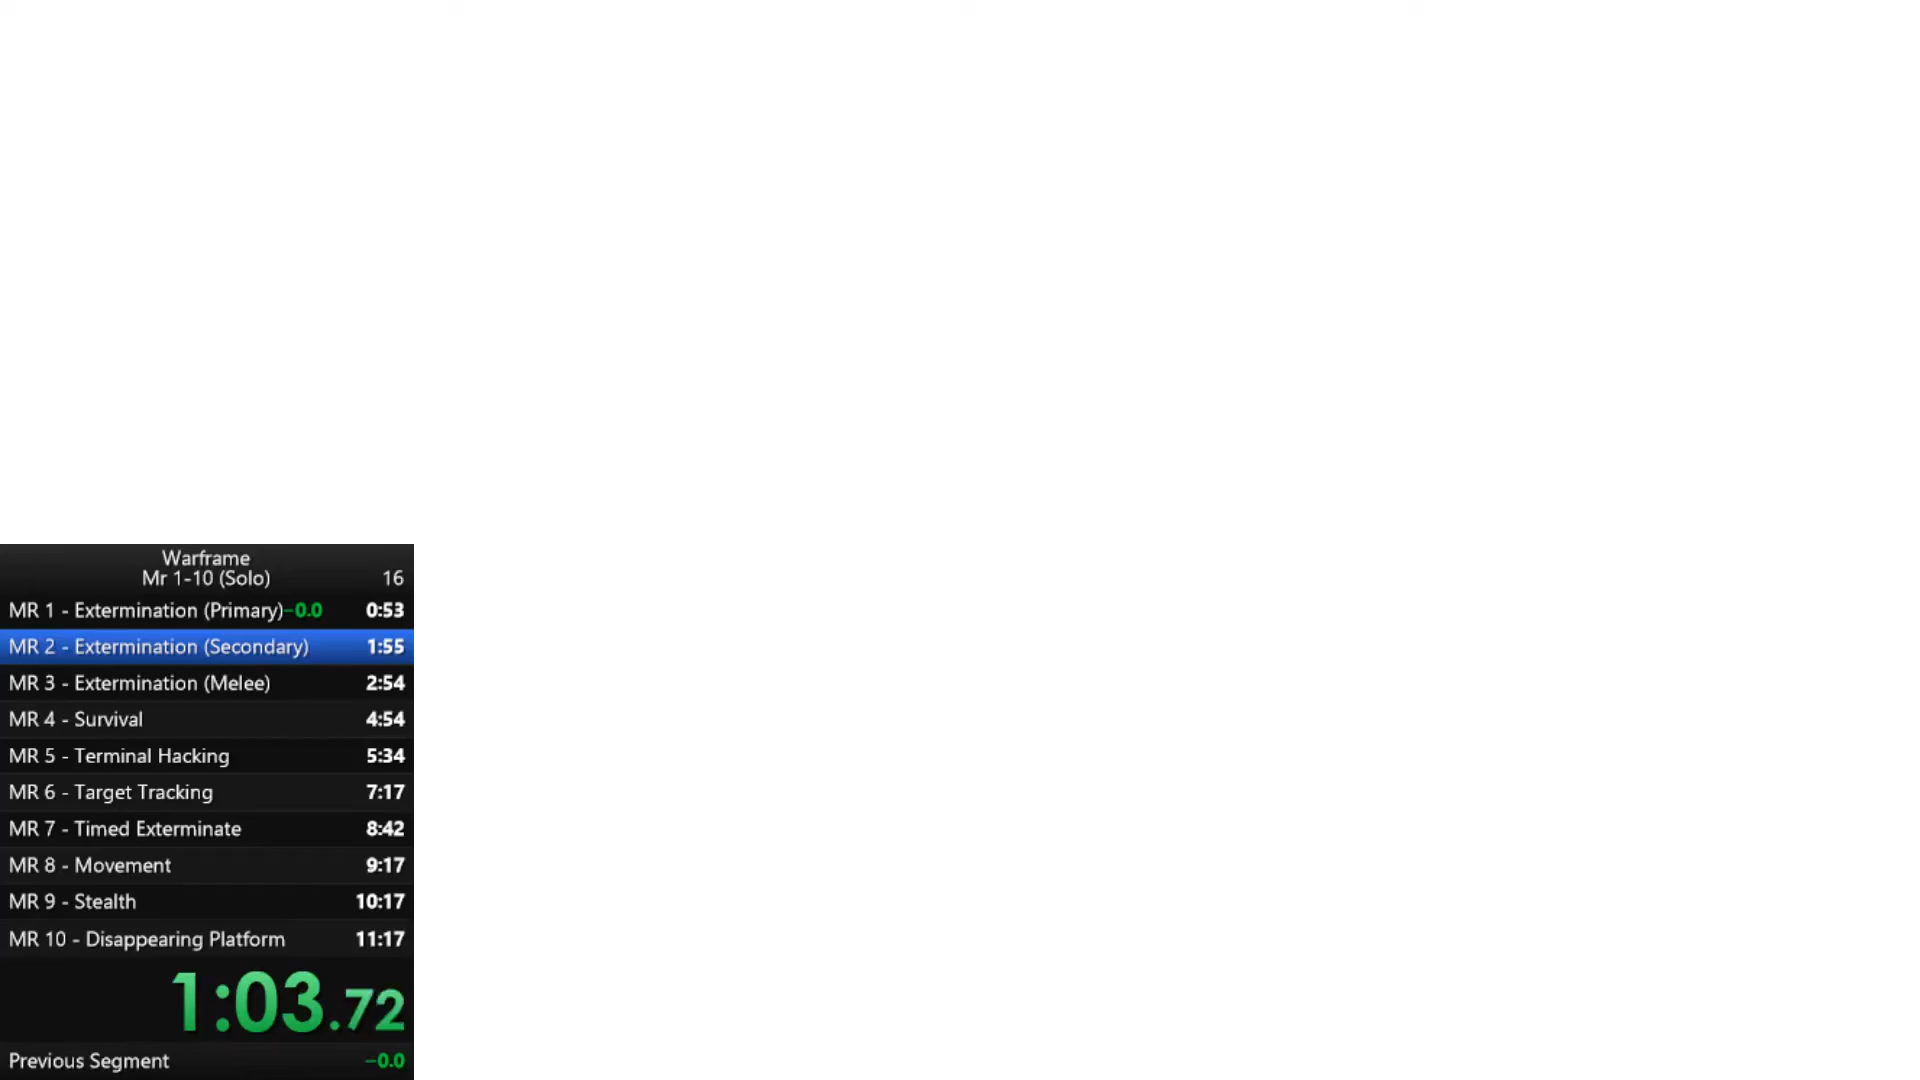 Warframe
Mr 1-10 (Solo) 16
MR 1 - Extermination (Primary) −0.0 0:53
MR 2 - Extermination (Secondary) 1:55
MR 3 - Extermination (Melee) 2:54
MR 4 - Survival 4:54
MR 5 - Terminal Hacking 5:34
MR 6 - Target Tracking 7:17
MR 7 - Timed Exterminate 8:42
MR 8 - Movement 9:17
MR 9 - Stealth 10:17
MR 10 - Disappearing Platform 11:17
1:03.72
Previous Segment −0.0